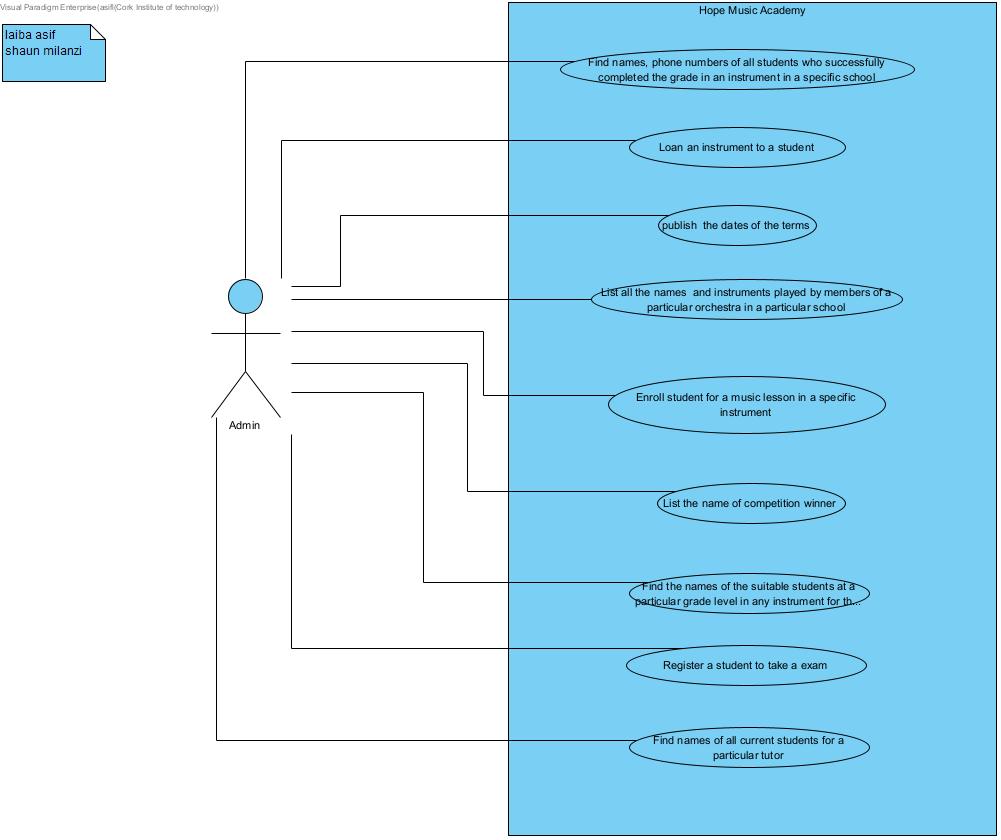 Visual Paradigm Enterprise(asifl(Cork Institute of technology))
laiba asif
shaun milanzi
Hope Music Academy
Find names, phone numbers of all students who successfully
completed the grade in an instrument in a specific school
Loan an instrument to a student
publish the dates of the terms
List all the names and instruments played by members of a
particular orchestra in a particular school
Enroll student for a music lesson in a specific
instrument
Admin
List the name of competition winner
Find the names of the suitable students at a
particular grade level in any instrument for th...
Register a student to take a exam
Find names of all current students for a
particular tutor